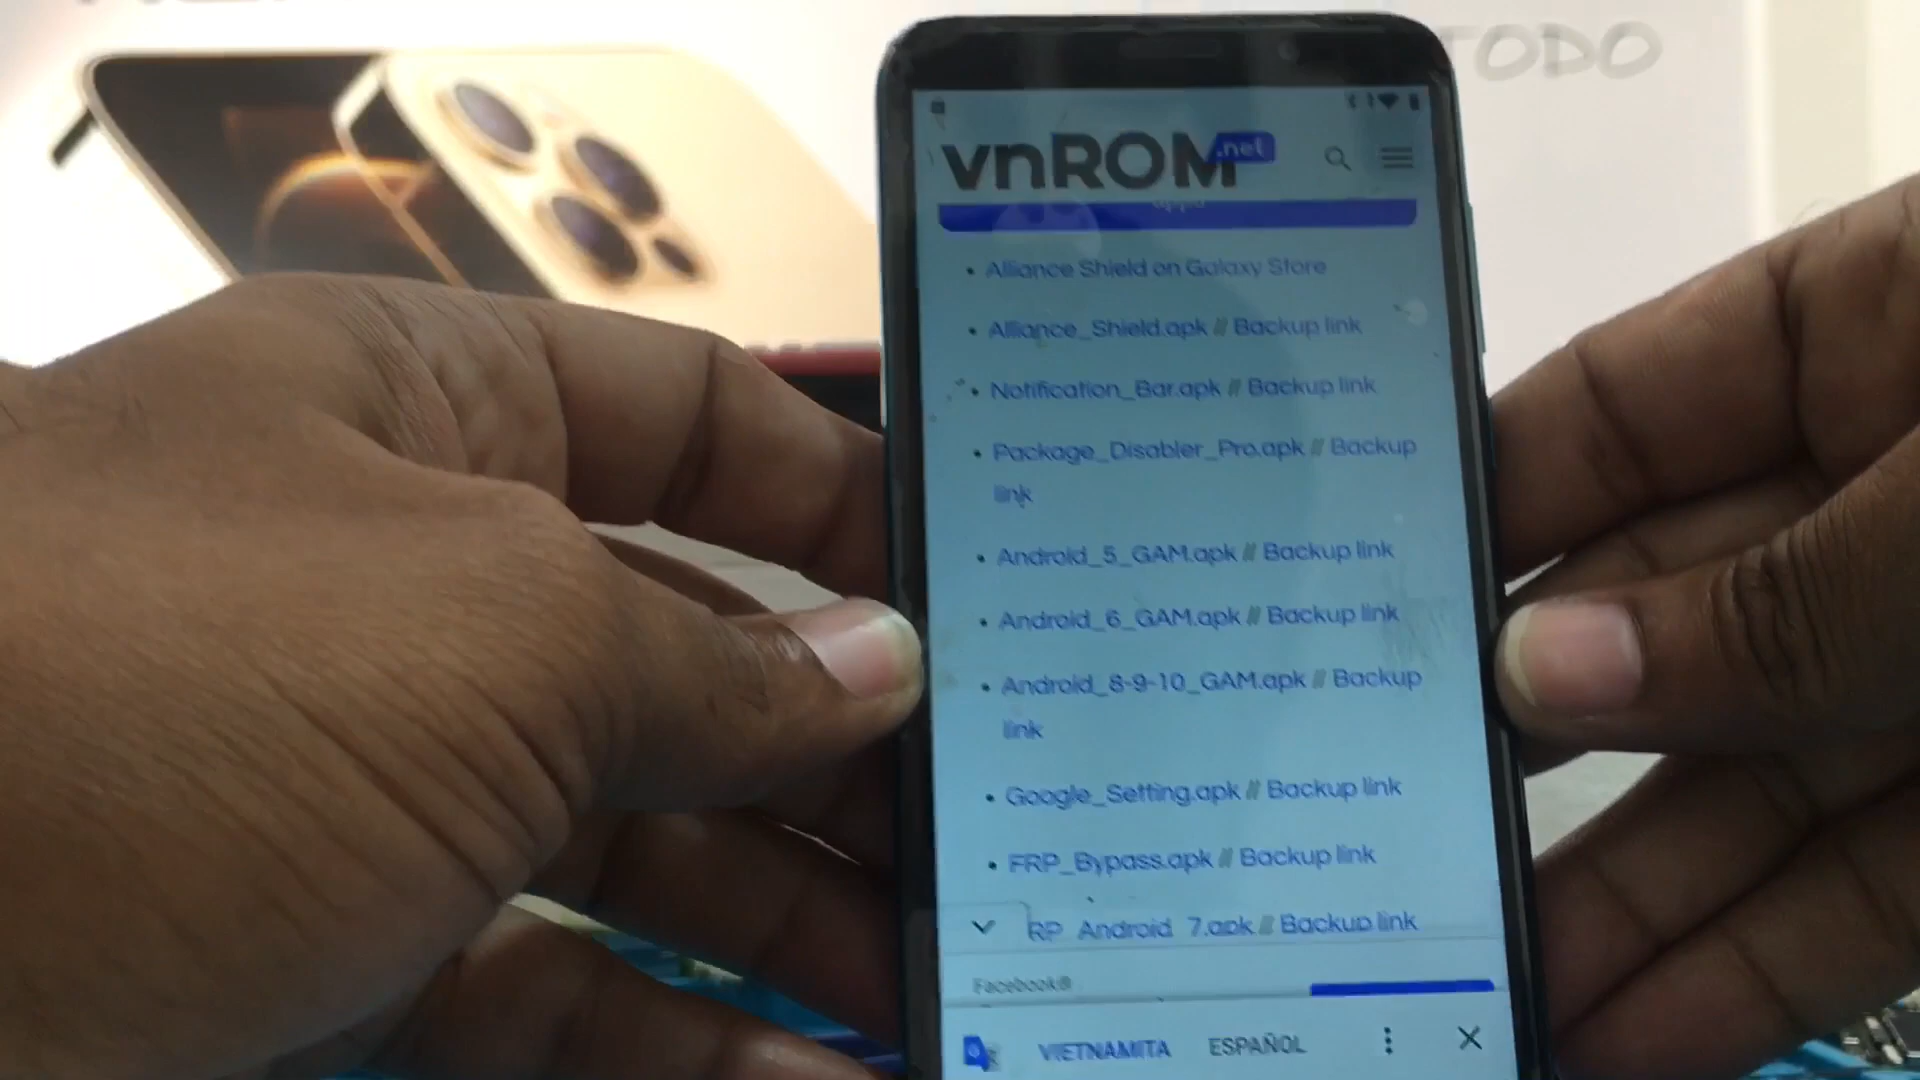 TODO
vnROM.net
apps
• Alliance Shield on Galaxy Store
• Alliance_Shield.apk // Backup link
• Notification_Bar.apk // Backup link
• Package_Disabler_Pro.apk // Backup
link
• Android_5_GAM.apk // Backup link
• Android_6_GAM.apk // Backup link
• Android_8-9-10_GAM.apk // Backup
link
• Google_Setting.apk // Backup link
• FRP_Bypass.apk // Backup link
RP_Android_7.apk // Backup link
Facebook®
VIETNAMITA ESPAÑOL